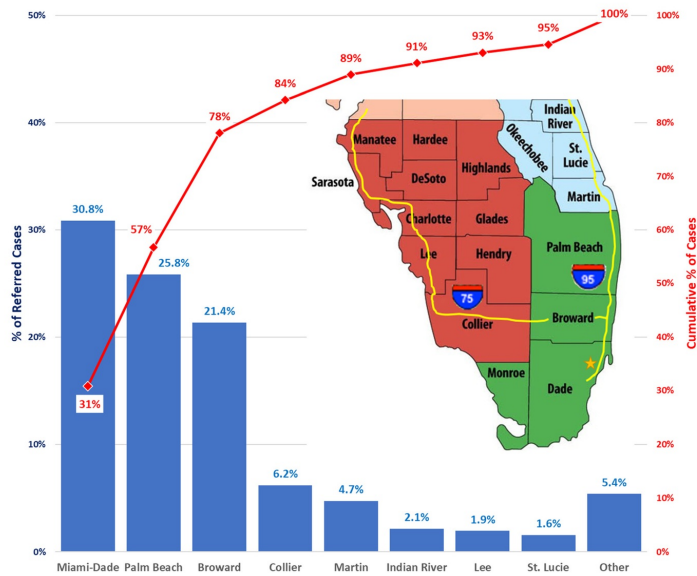 50%
40%
30%
20%
10%
0%
% of Referred Cases
100%
90%
80%
70%
60%
50%
40%
30%
20%
10%
0%
Cumulative % of Cases
31%
57%
78%
84%
89%
91%
93%
95%
100%
30.8%
25.8%
21.4%
6.2%
4.7%
2.1%
1.9%
1.6%
5.4%
Miami-Dade
Palm Beach
Broward
Collier
Martin
Indian River
Lee
St. Lucie
Other
Indian
River
Okeechobee
St.
Lucie
Martin
Manatee
Hardee
Highlands
Sarasota
DeSoto
Charlotte
Glades
Lee
Hendry
Palm Beach
75
95
Collier
Broward
Monroe
Dade